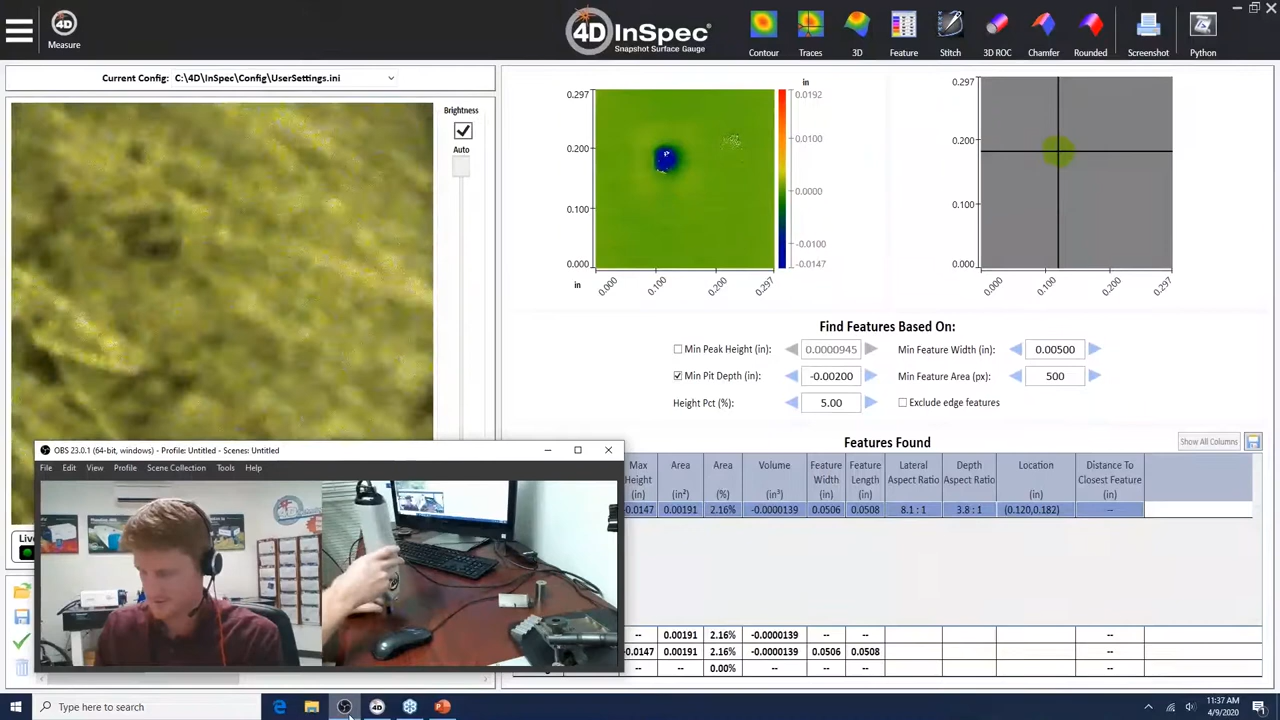 Measure
4D InSpec®
Snapshot Surface Gauge
Contour
Traces
3D
Feature
Stitch
3D ROC
Chamfer
Rounded
Screenshot
Python
Current Config: C:\4D\InSpec\Config\UserSettings.ini
Brightness
Auto
in
0.297
0.200
0.100
0.000
in
0.000
0.100
0.200
0.297
0.0192
0.0100
0.0000
-0.0100
-0.0147
0.297
0.200
0.100
0.000
0.000
0.100
0.200
0.297
Find Features Based On:
Min Peak Height (in): 0.0000945 Min Feature Width (in): 0.00500
Min Pit Depth (in): -0.00200 Min Feature Area (px): 500
Height Pct (%): 5.00 Exclude edge features
Features Found
Show All Columns
Max Height (in) Area (in²) Area (%) Volume (in³) Feature Width (in) Feature Length (in) Lateral Aspect Ratio Depth Aspect Ratio Location (in) Distance To Closest Feature (in)
-0.0147 0.00191 2.16% -0.0000139 0.0506 0.0508 8.1 : 1 3.8 : 1 (0.120,0.182) --
-- 0.00191 2.16% -0.0000139 -- -- --
-0.0147 0.00191 2.16% -0.0000139 0.0506 0.0508 --
-- -- 0.00% -- -- -- --
OBS 23.0.1 (64-bit, windows) - Profile: Untitled - Scenes: Untitled
File Edit View Profile Scene Collection Tools Help
Live
Type here to search
11:37 AM
4/9/2020